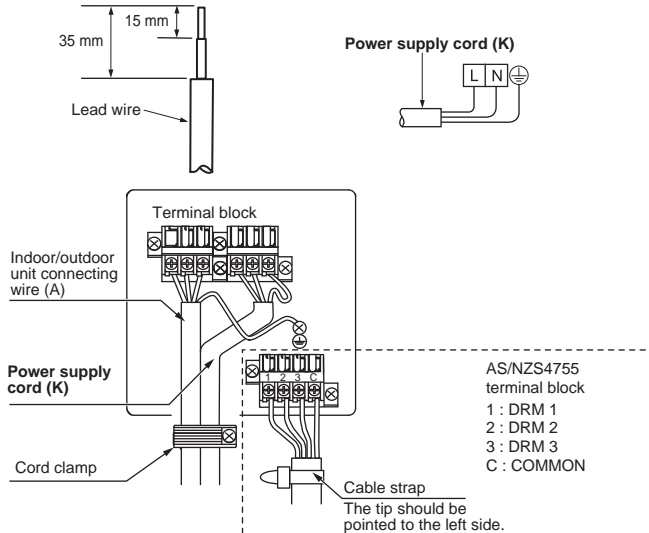 15 mm
35 mm
Lead wire
Power supply cord (K)
L N
Terminal block
Indoor/outdoor
unit connecting
wire (A)
Power supply
cord (K)
Cord clamp
1 2 3 C
AS/NZS4755
terminal block
1 : DRM 1
2 : DRM 2
3 : DRM 3
C : COMMON
Cable strap
The tip should be
pointed to the left side.